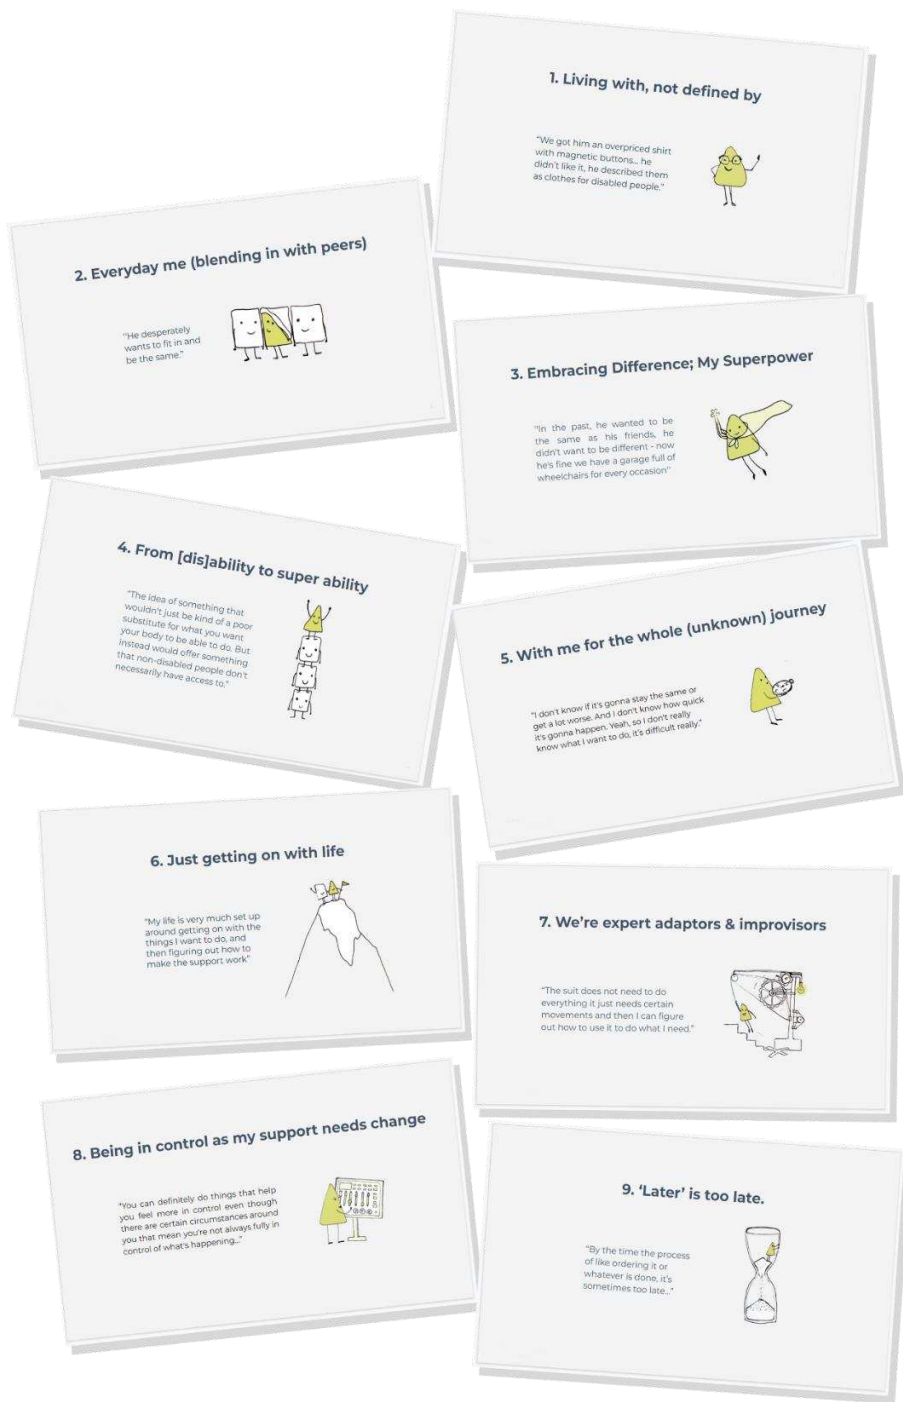 1. Living with, not defined by
"We got him an overpriced shirt
with magnetic buttons... he
didn't like it, he described them
as clothes for disabled people."
2. Everyday me (blending in with peers)
"He desperately
wants to fit in and
be the same."
3. Embracing Difference; My Superpower
"In the past, he wanted to be
the same as his friends, he
didn't want to be different - now
he's fine we have a garage full of
wheelchairs for every occasion"
4. From [dis]ability to super ability
"The idea of something that
wouldn't just be kind of a poor
substitute for what you want
your body to be able to do. But
instead would offer something
that non-disabled people don't
necessarily have access to."
5. With me for the whole (unknown) journey
"I don't know if it's gonna stay the same or
get a lot worse. And i don't know how quick
it's gonna happen. Yeah, so I don't really
know what I want to do, it's difficult really."
6. Just getting on with life
"My life is very much set up
around getting on with the
things I want to do, and
then figuring out how to
make the support work"
7. We're expert adaptors & improvisors
"The suit does not need to do
everything it just needs certain
movements and then I can figure
out how to use it to do what I need."
8. Being in control as my support needs change
"You can definitely do things that help
you feel more in control even though
there are certain circumstances around
you that mean you're not always fully in
control of what's happening..."
9. 'Later' is too late.
"By the time the process
of like ordering it or
whatever is done, it's
sometimes too late..."